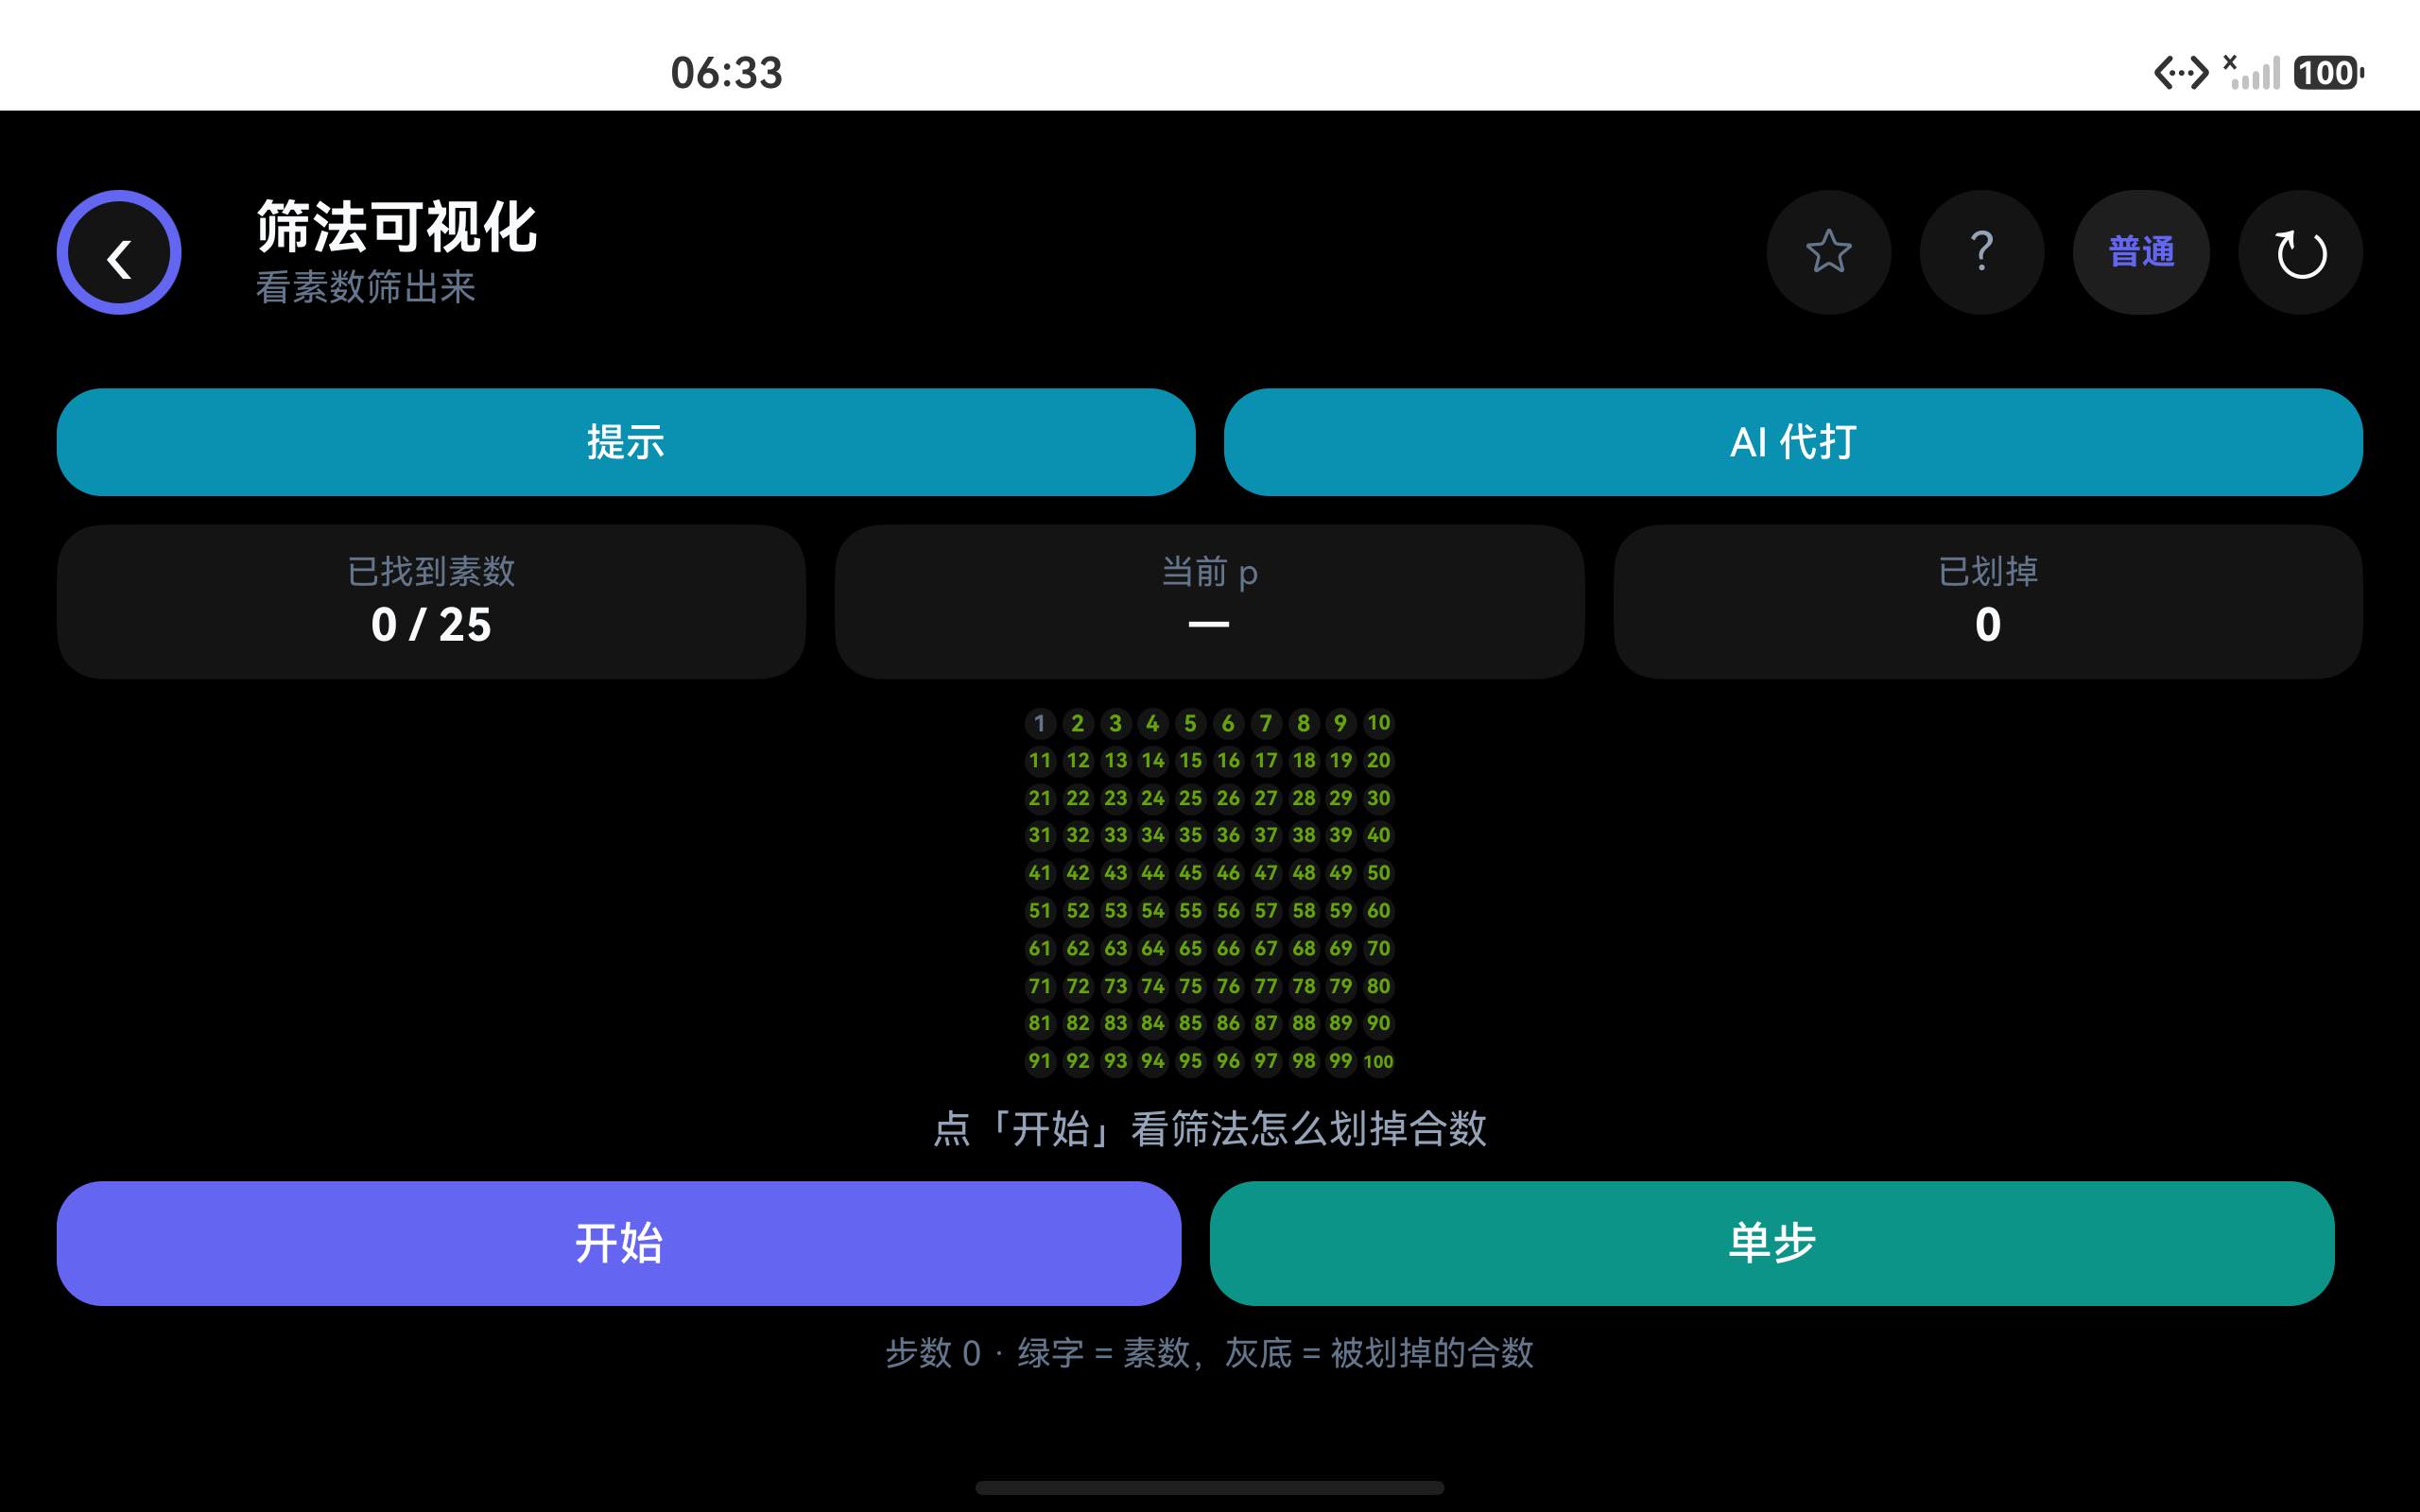 06:33
100
筛法可视化
看素数筛出来
?
普通
提示
AI 代打
已找到素数
0 / 25
当前 p
—
已划掉
0
1 2 3 4 5 6 7 8 9 10
11 12 13 14 15 16 17 18 19 20
21 22 23 24 25 26 27 28 29 30
31 32 33 34 35 36 37 38 39 40
41 42 43 44 45 46 47 48 49 50
51 52 53 54 55 56 57 58 59 60
61 62 63 64 65 66 67 68 69 70
71 72 73 74 75 76 77 78 79 80
81 82 83 84 85 86 87 88 89 90
91 92 93 94 95 96 97 98 99 100
点「开始」看筛法怎么划掉合数
开始
单步
步数 0 · 绿字 = 素数，灰底 = 被划掉的合数